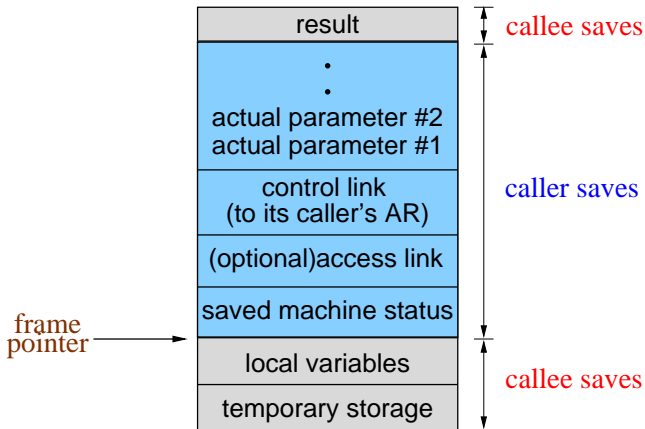 result
callee saves
actual parameter #2
actual parameter #1
control link
(to its caller's AR)
caller saves
(optional)access link
saved machine status
frame
pointer
local variables
callee saves
temporary storage